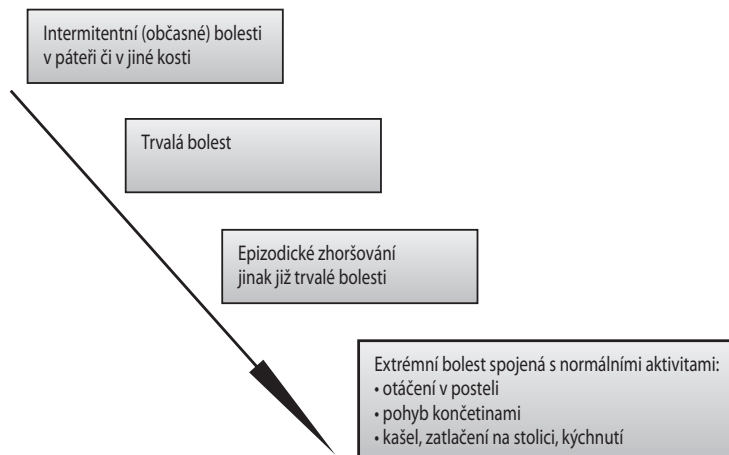 Intermitentní (občasné) bolesti
v páteři či v jiné kosti
Trvalá bolest
Epizodické zhoršování
jinak již trvalé bolesti
Extrémní bolest spojená s normálními aktivitami:
• otáčení v posteli
• pohyb končetinami
• kašel, zatlačení na stolici, kýchnutí